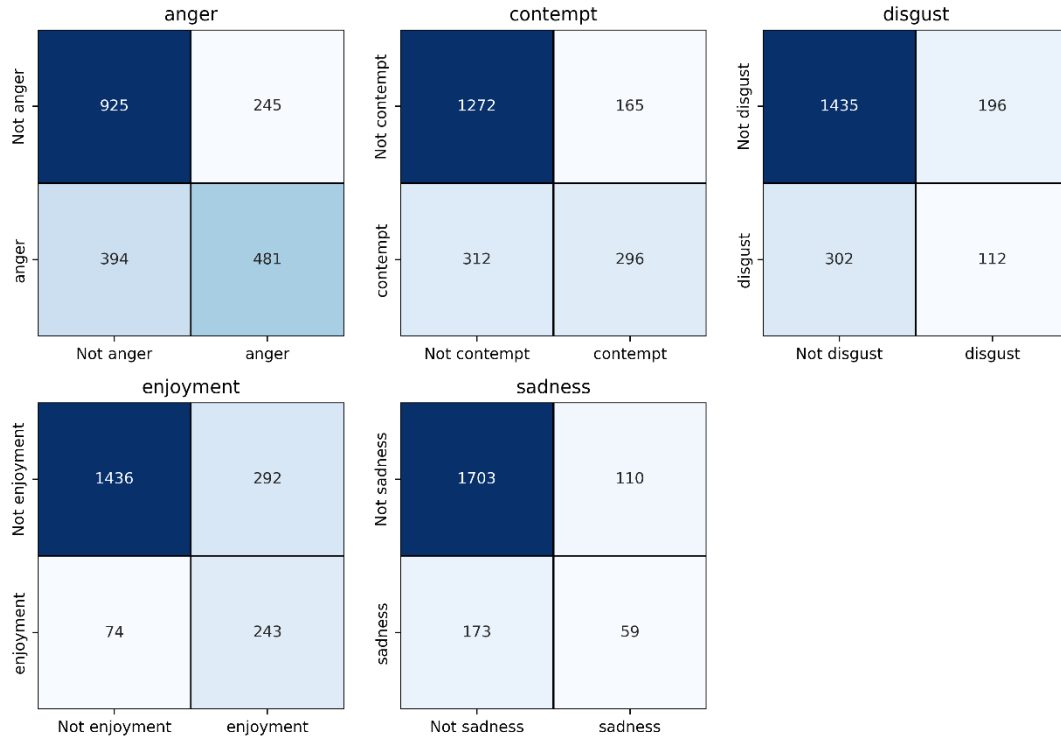 anger
Not anger
925 245
anger
394 481
Not anger anger
contempt
Not contempt
1272 165
contempt
312 296
Not contempt contempt
disgust
Not disgust
1435 196
disgust
302 112
Not disgust disgust
enjoyment
Not enjoyment
1436 292
enjoyment
74 243
Not enjoyment enjoyment
sadness
Not sadness
1703 110
sadness
173 59
Not sadness sadness